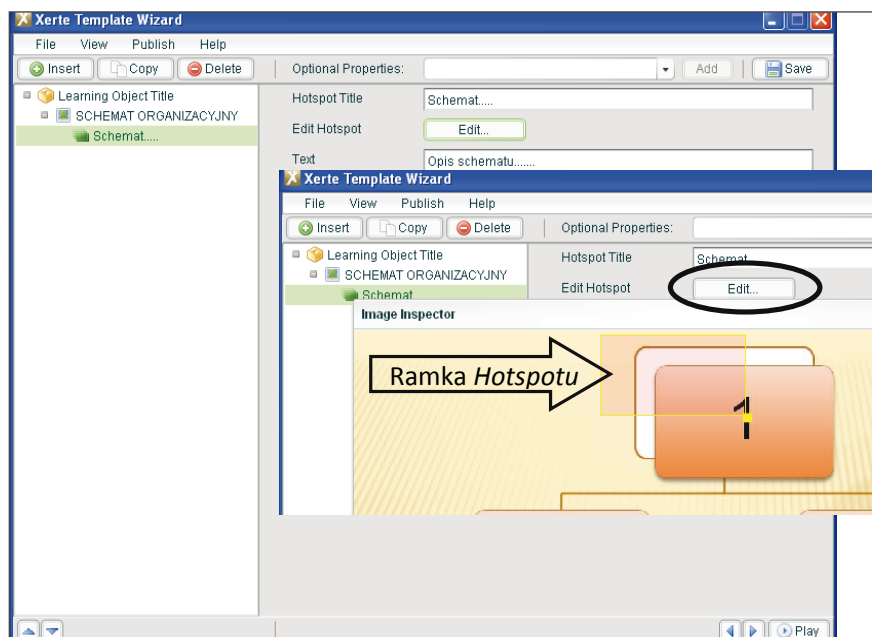 Xerte Template Wizard
File View Publish Help
Insert Copy Delete Optional Properties: Add Save
Learning Object Title
SCHEMAT ORGANIZACYJNY
Schemat.....
Hotspot Title Schemat.....
Edit Hotspot Edit...
Text Opis schematu.......
Xerte Template Wizard
File View Publish Help
Insert Copy Delete Optional Properties:
Learning Object Title
SCHEMAT ORGANIZACYJNY
Schemat
Hotspot Title Schemat
Edit Hotspot Edit...
Image Inspector
Ramka Hotspotu
1
Play